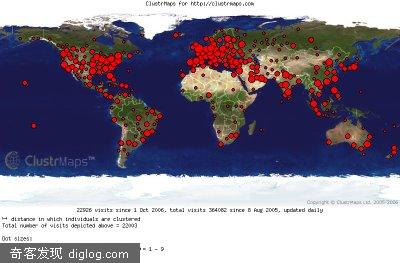 ClustrMaps for http://clustrmaps.com
ClustrMaps™
Copyright © ClustrMaps Ltd. 2005-2006
22926 visits since 1 Oct 2006, total visits 364082 since 8 Aug 2005, updated daily
distance in which individuals are clustered
Total number of visits depicted above = 22003
Dot sizes:
= 1 - 9
奇客发现 diglog.com